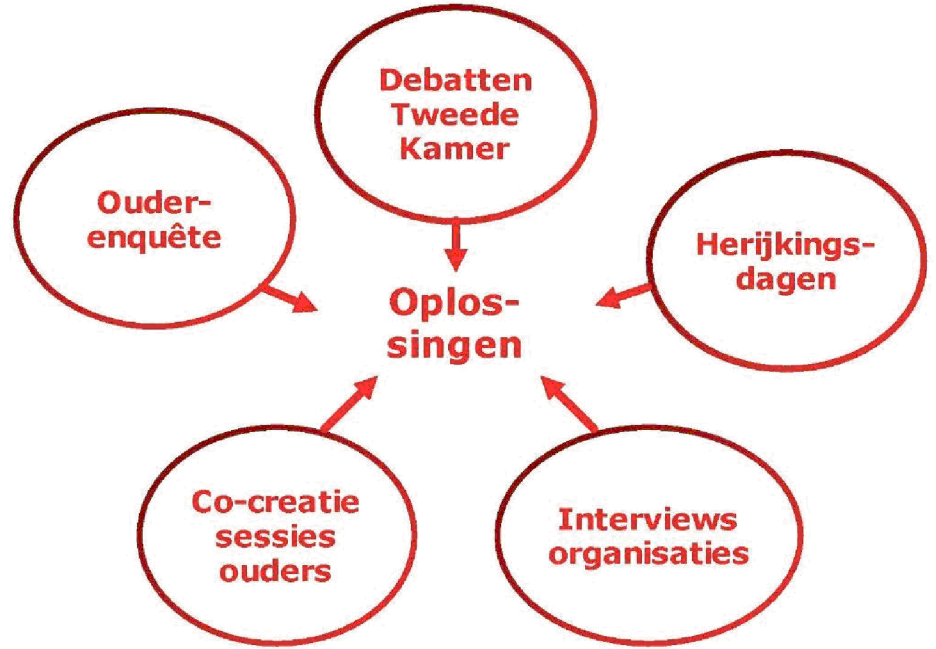 Debatten
Tweede
Kamer
Ouder-
enquête
Herijkings-
dagen
Oplos-
singen
Co-creatie
sessies
ouders
Interviews
organisaties